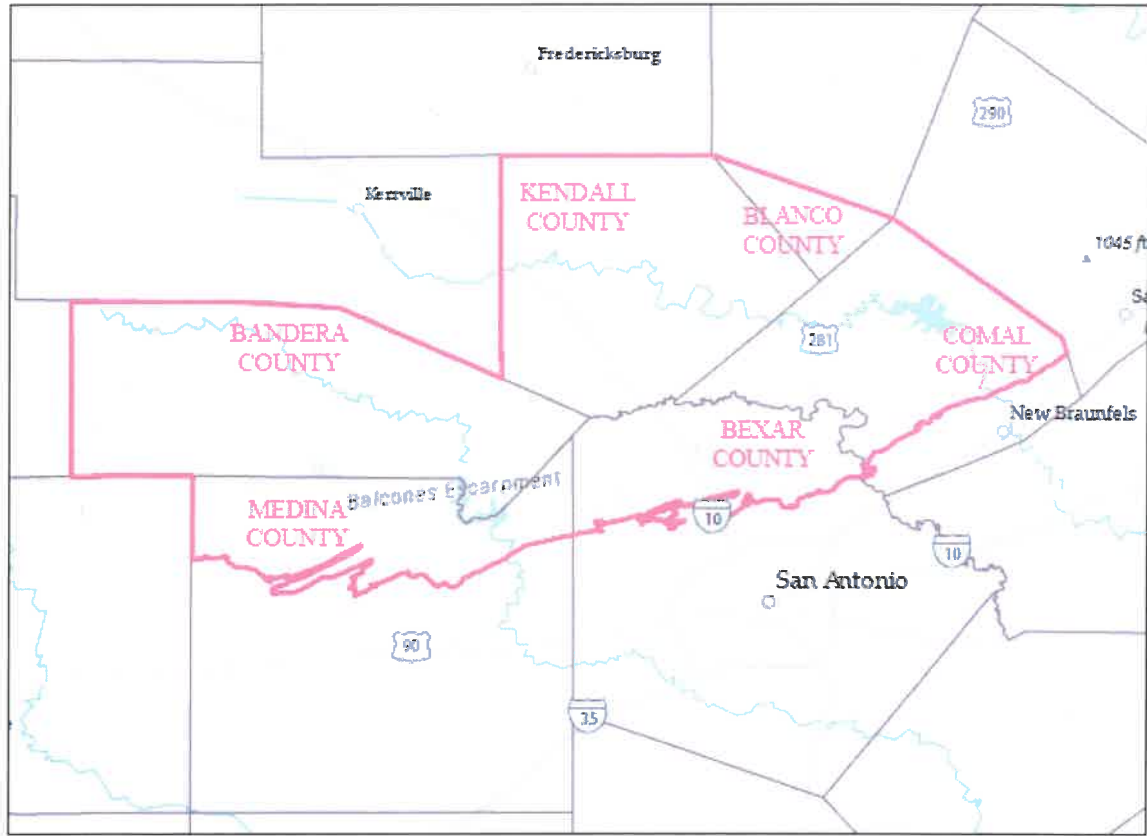 Fredericksburg
290
Kerrville
KENDALL
COUNTY
BLANCO
COUNTY
1045 ft
BANDERA
COUNTY
281
COMAL
COUNTY
New Braunfels
BEXAR
COUNTY
Balcones Escarpment
MEDINA
COUNTY
10
10
San Antonio
90
35